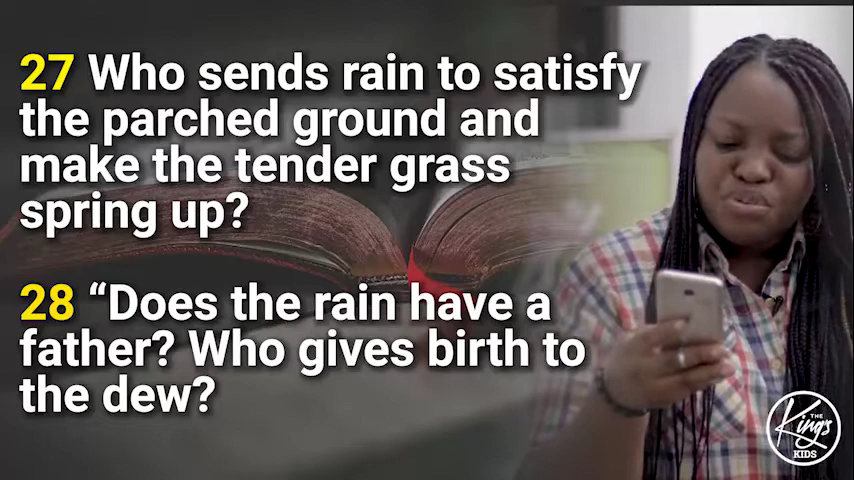 27 Who sends rain to satisfy
the parched ground and
make the tender grass
spring up?
28 “Does the rain have a
father? Who gives birth to
the dew?
THE
King's
KIDS